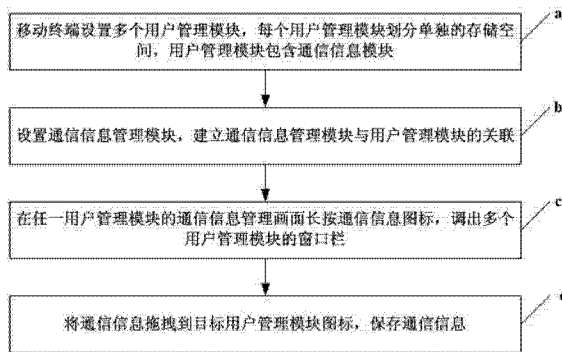 移动终端设置多个用户管理模块，每个用户管理模块划分单独的存储空
间，用户管理模块包含通信信息模块
a
设置通信信息管理模块，建立通信信息管理模块与用户管理模块的关联
b
在任一用户管理模块的通信信息管理画面长按通信信息图标，调出多个
用户管理模块的窗口栏
c
将通信信息拖拽到目标用户管理模块图标，保存通信信息